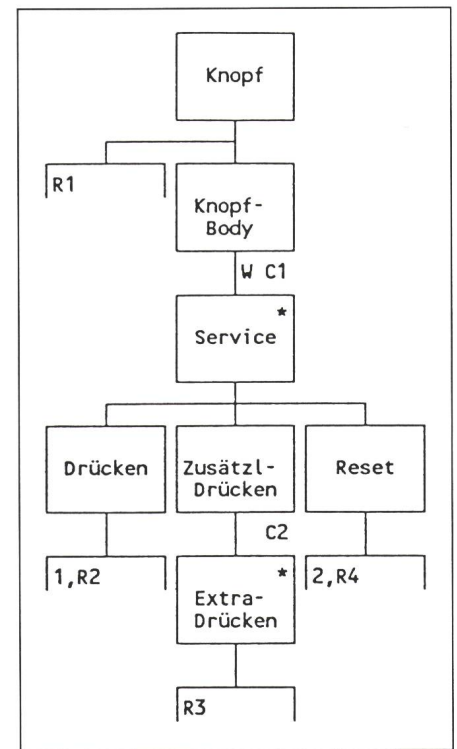 Knopf
R1
Knopf-
Body
W C1
*
Service
Drücken
Zusätzl-
Drücken
Reset
C2
1,R2
*
Extra-
Drücken
2,R4
R3